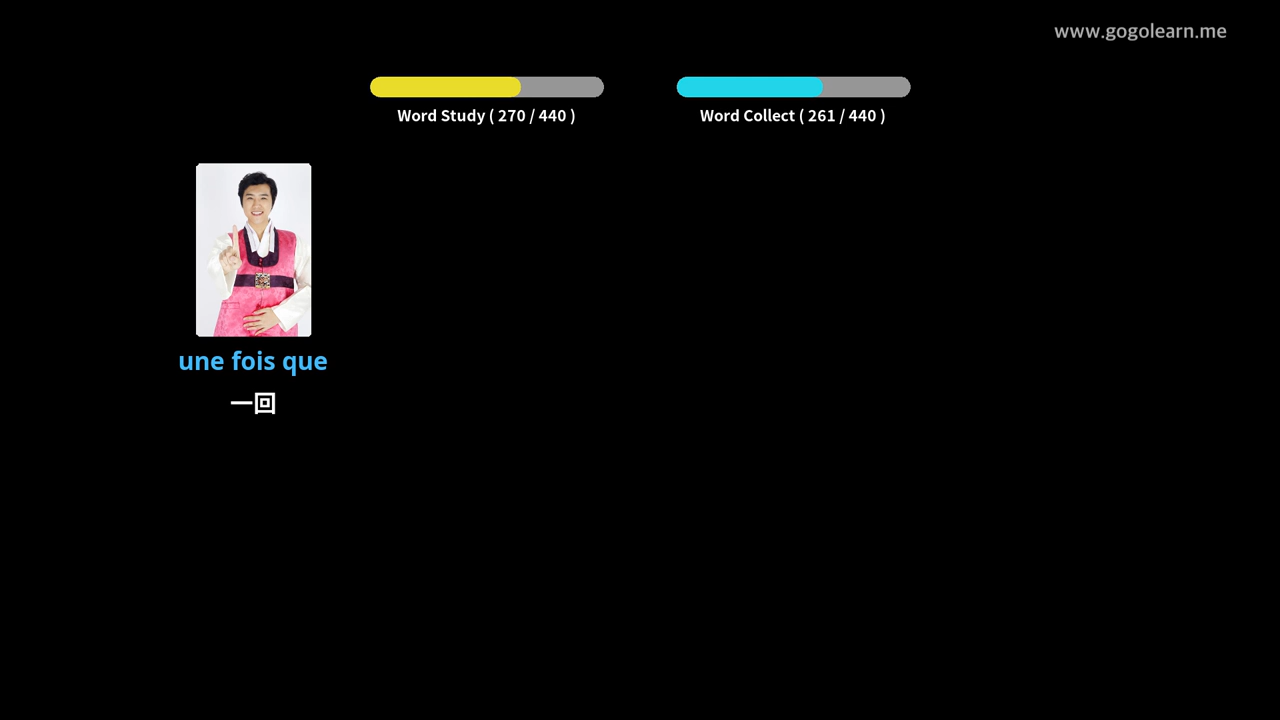 www.gogolearn.me
Word Study ( 270 / 440 )
Word Collect ( 261 / 440 )
une fois que
一回